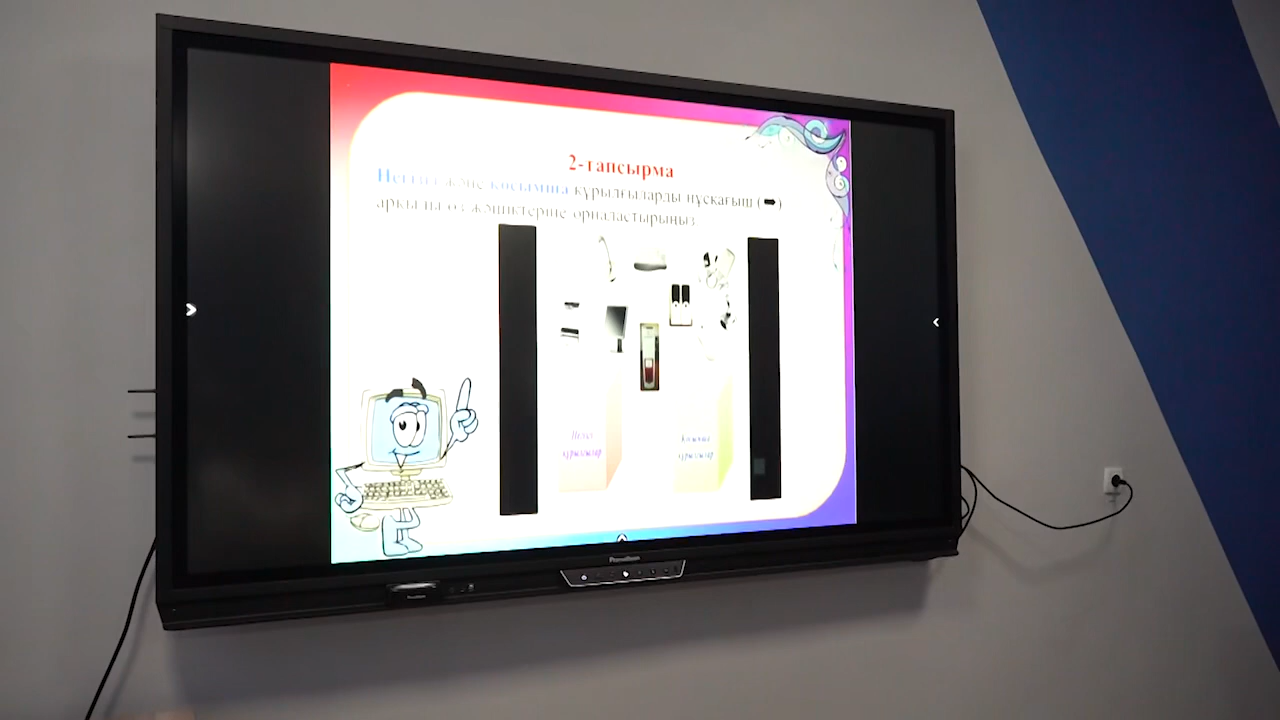 2-тапсырма
Негізгі және қосымша құрылғыларды нұсқағыш (➡)
арқылы өз жәшіктеріне орналастырыңыз
Негізгі
құрылғылар
Қосымша
құрылғылар
Promethean